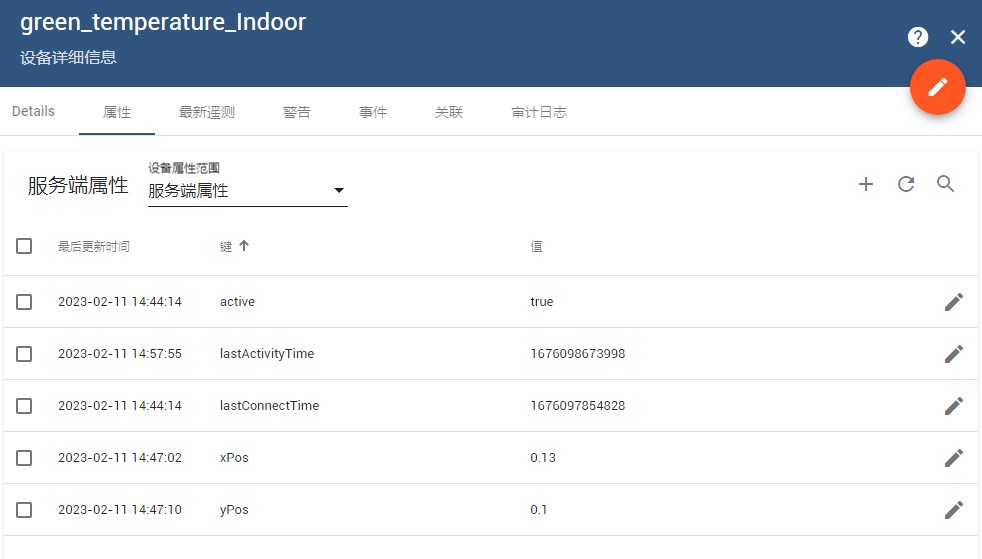 green_temperature_Indoor
设备详细信息
Details 属性 最新遥测 警告 事件 关联 审计日志
设备属性范围
服务端属性 服务端属性
最后更新时间 键 值
2023-02-11 14:44:14 active true
2023-02-11 14:57:55 lastActivityTime 1676098673998
2023-02-11 14:44:14 lastConnectTime 1676097854828
2023-02-11 14:47:02 xPos 0.13
2023-02-11 14:47:10 yPos 0.1